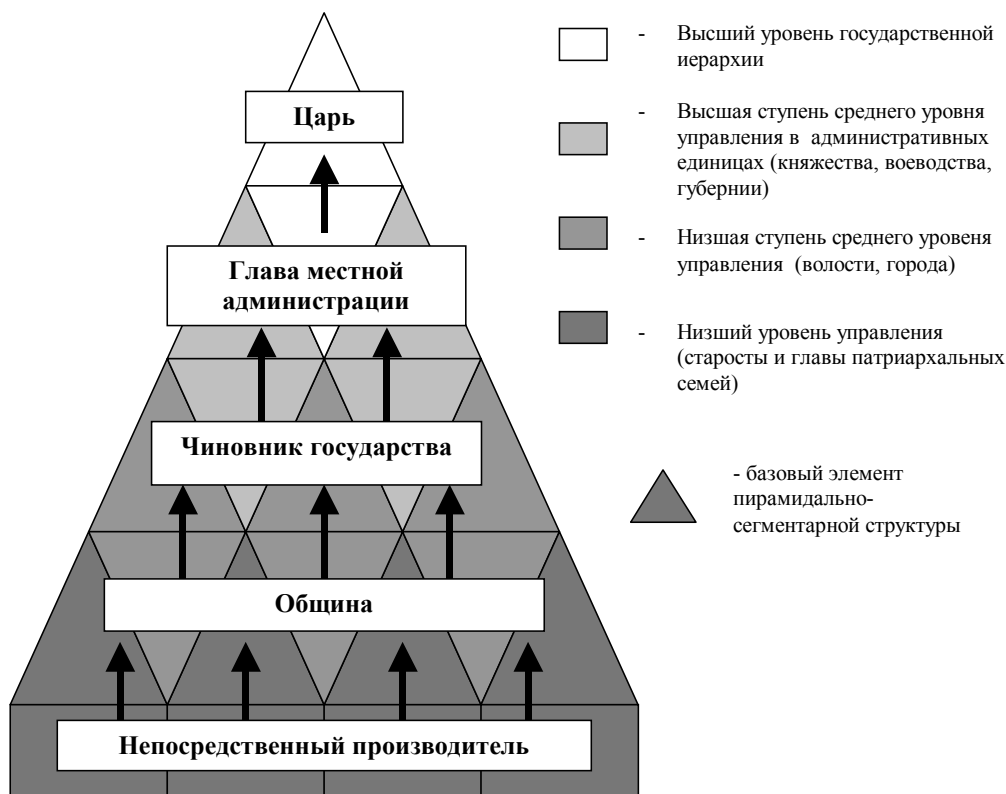 Царь
Глава местной
администрации
Чиновник государства
Община
Непосредственный производитель
- Высший уровень государственной
иерархии
- Высшая ступень среднего уровня
управления в административных
единицах (княжества, воеводства,
губернии)
- Низшая ступень среднего уровеня
управления (волости, города)
- Низший уровень управления
(старосты и главы патриархальных
семей)
- базовый элемент
пирамидально-
сегментарной структуры